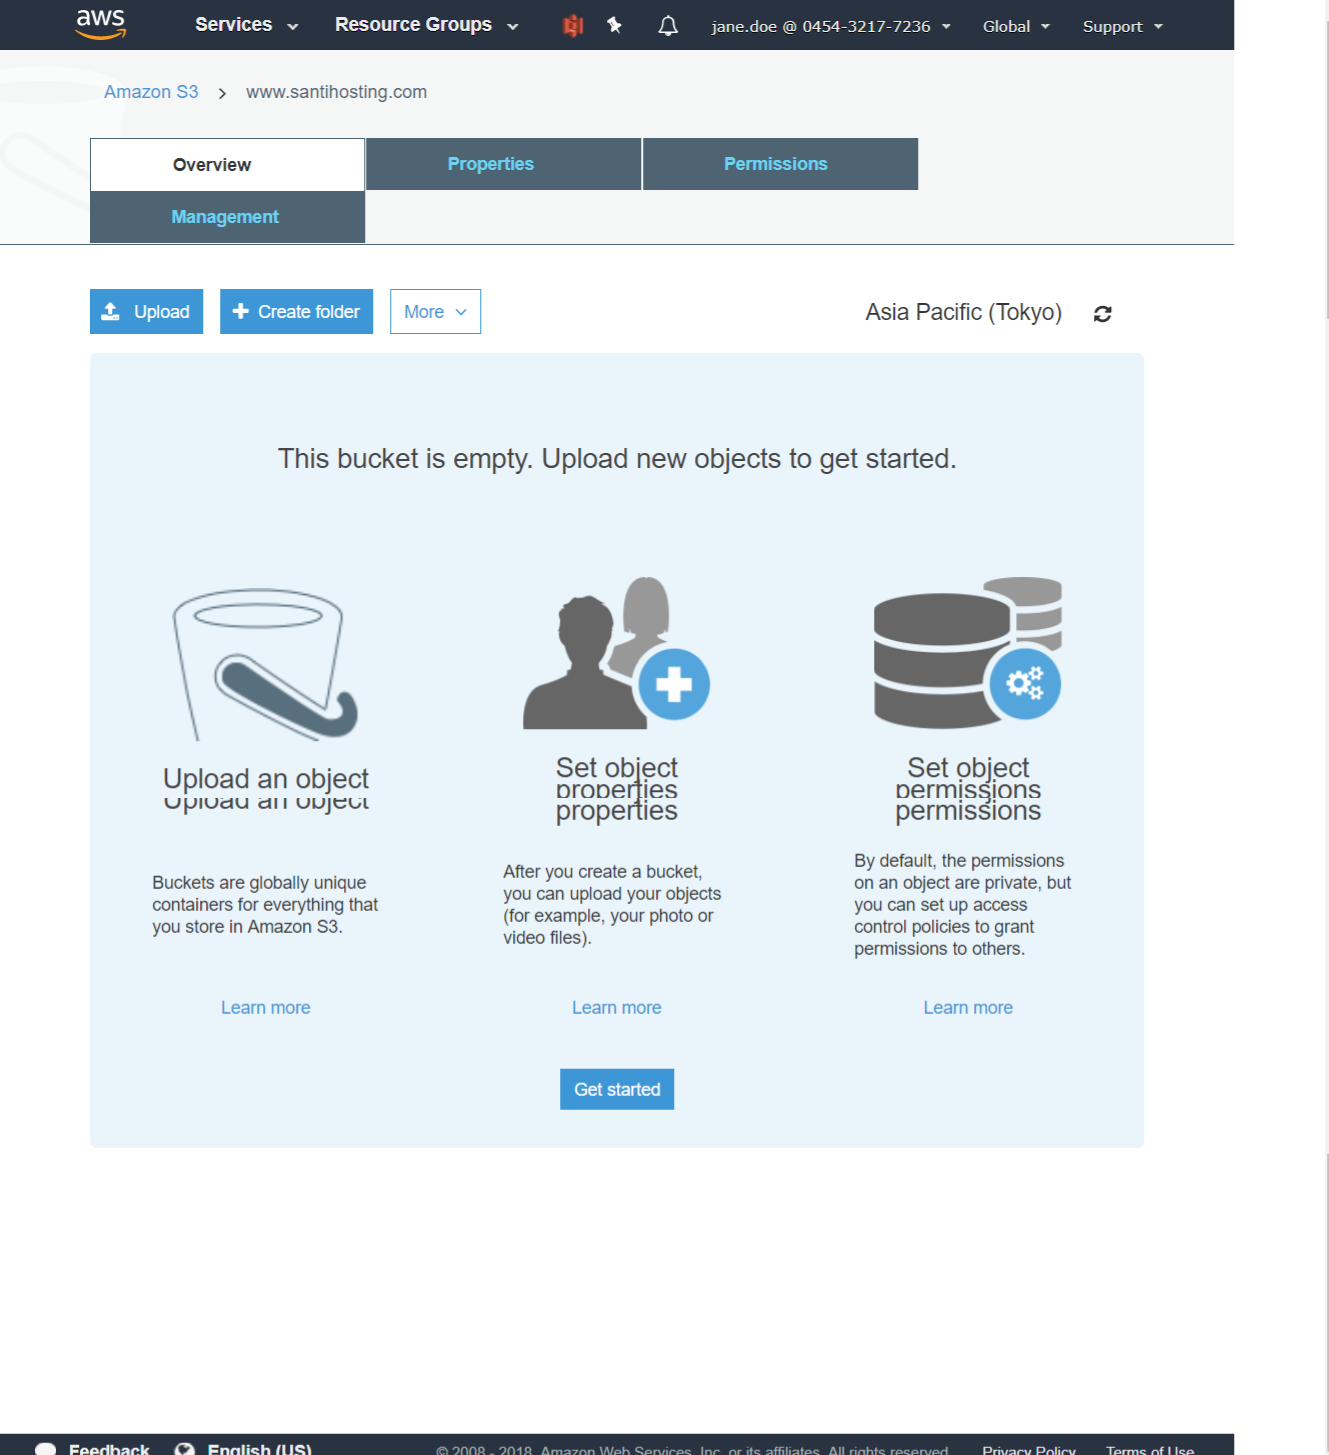 aws Services Resource Groups jane.doe @ 0454-3217-7236 Global Support
Amazon S3 > www.santihosting.com
Overview Properties Permissions
Management
Upload Create folder More Asia Pacific (Tokyo)
This bucket is empty. Upload new objects to get started.
Upload an object
Upload an object
Buckets are globally unique
containers for everything that
you store in Amazon S3.
Learn more
Set object
properties
properties
After you create a bucket,
you can upload your objects
(for example, your photo or
video files).
Learn more
Set object
permissions
permissions
By default, the permissions
on an object are private, but
you can set up access
control policies to grant
permissions to others.
Learn more
Get started
Feedback English (US) © 2008 - 2018, Amazon Web Services, Inc. or its affiliates. All rights reserved. Privacy Policy Terms of Use